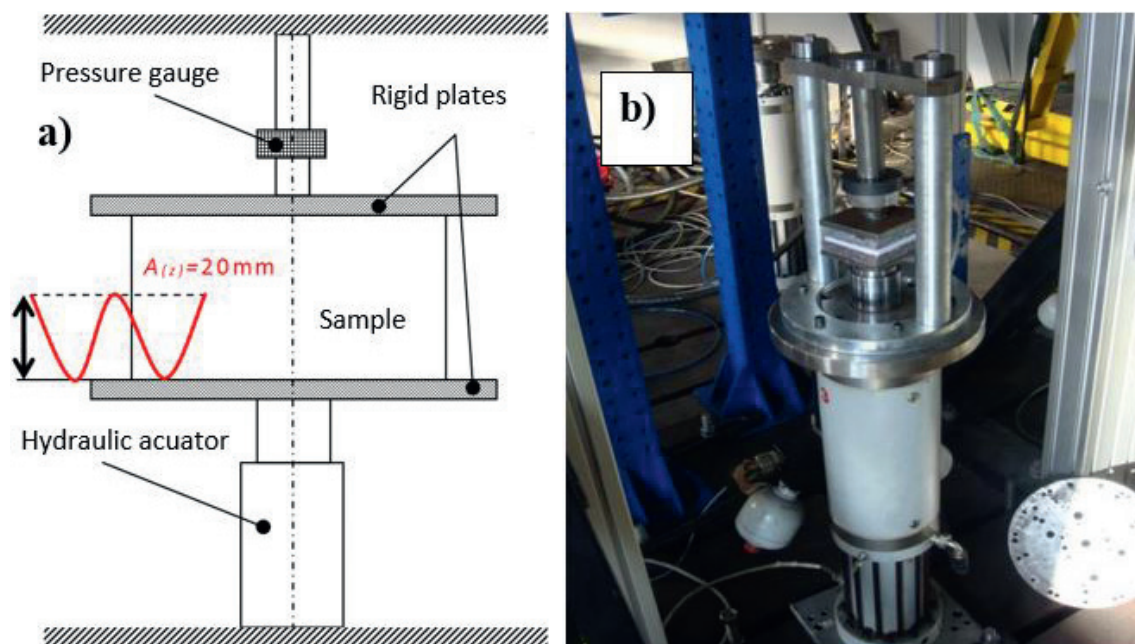 Pressure gauge
Rigid plates
a)
A(z)=20mm
Sample
Hydraulic acuator
b)